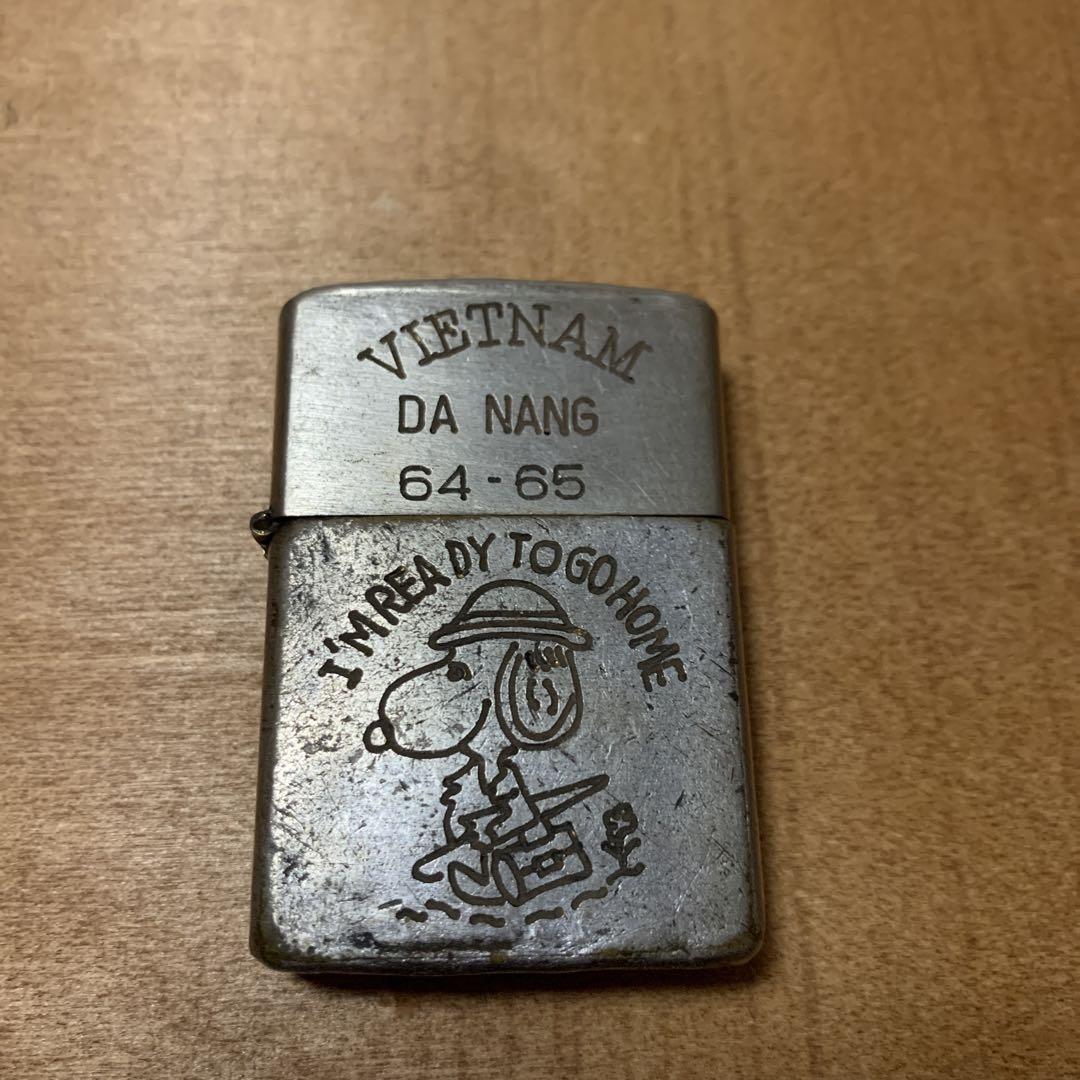 VIETNAM
DA NANG
64-65
I'M READY TO GO HOME